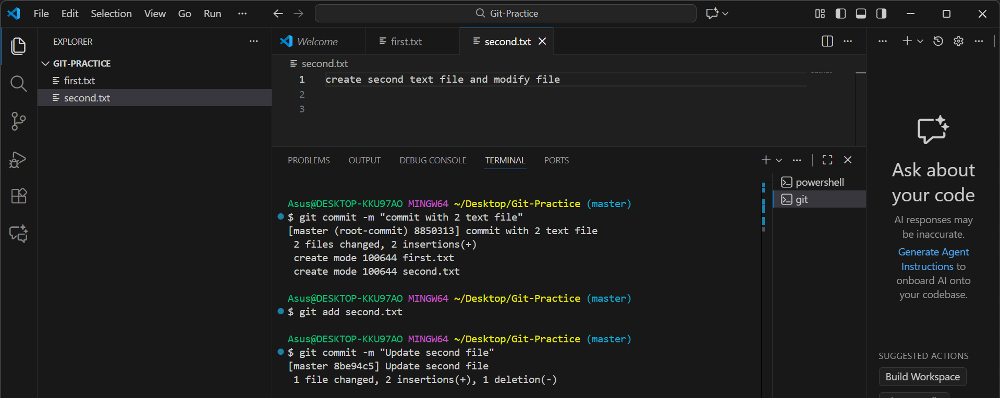 File Edit Selection View Go Run ···
Git-Practice
EXPLORER
GIT-PRACTICE
first.txt
second.txt
Welcome
first.txt
second.txt
second.txt
1 create second text file and modify file
2
3
PROBLEMS OUTPUT DEBUG CONSOLE TERMINAL PORTS
Asus@DESKTOP-KKU97AO MINGW64 ~/Desktop/Git-Practice (master)
$ git commit -m "commit with 2 text file"
[master (root-commit) 8850313] commit with 2 text file
2 files changed, 2 insertions(+)
create mode 100644 first.txt
create mode 100644 second.txt
Asus@DESKTOP-KKU97AO MINGW64 ~/Desktop/Git-Practice (master)
$ git add second.txt
Asus@DESKTOP-KKU97AO MINGW64 ~/Desktop/Git-Practice (master)
$ git commit -m "Update second file"
[master 8be94c5] Update second file
1 file changed, 2 insertions(+), 1 deletion(-)
powershell
git
Ask about
your code
AI responses may
be inaccurate.
Generate Agent
Instructions to
onboard AI onto
your codebase.
SUGGESTED ACTIONS
Build Workspace